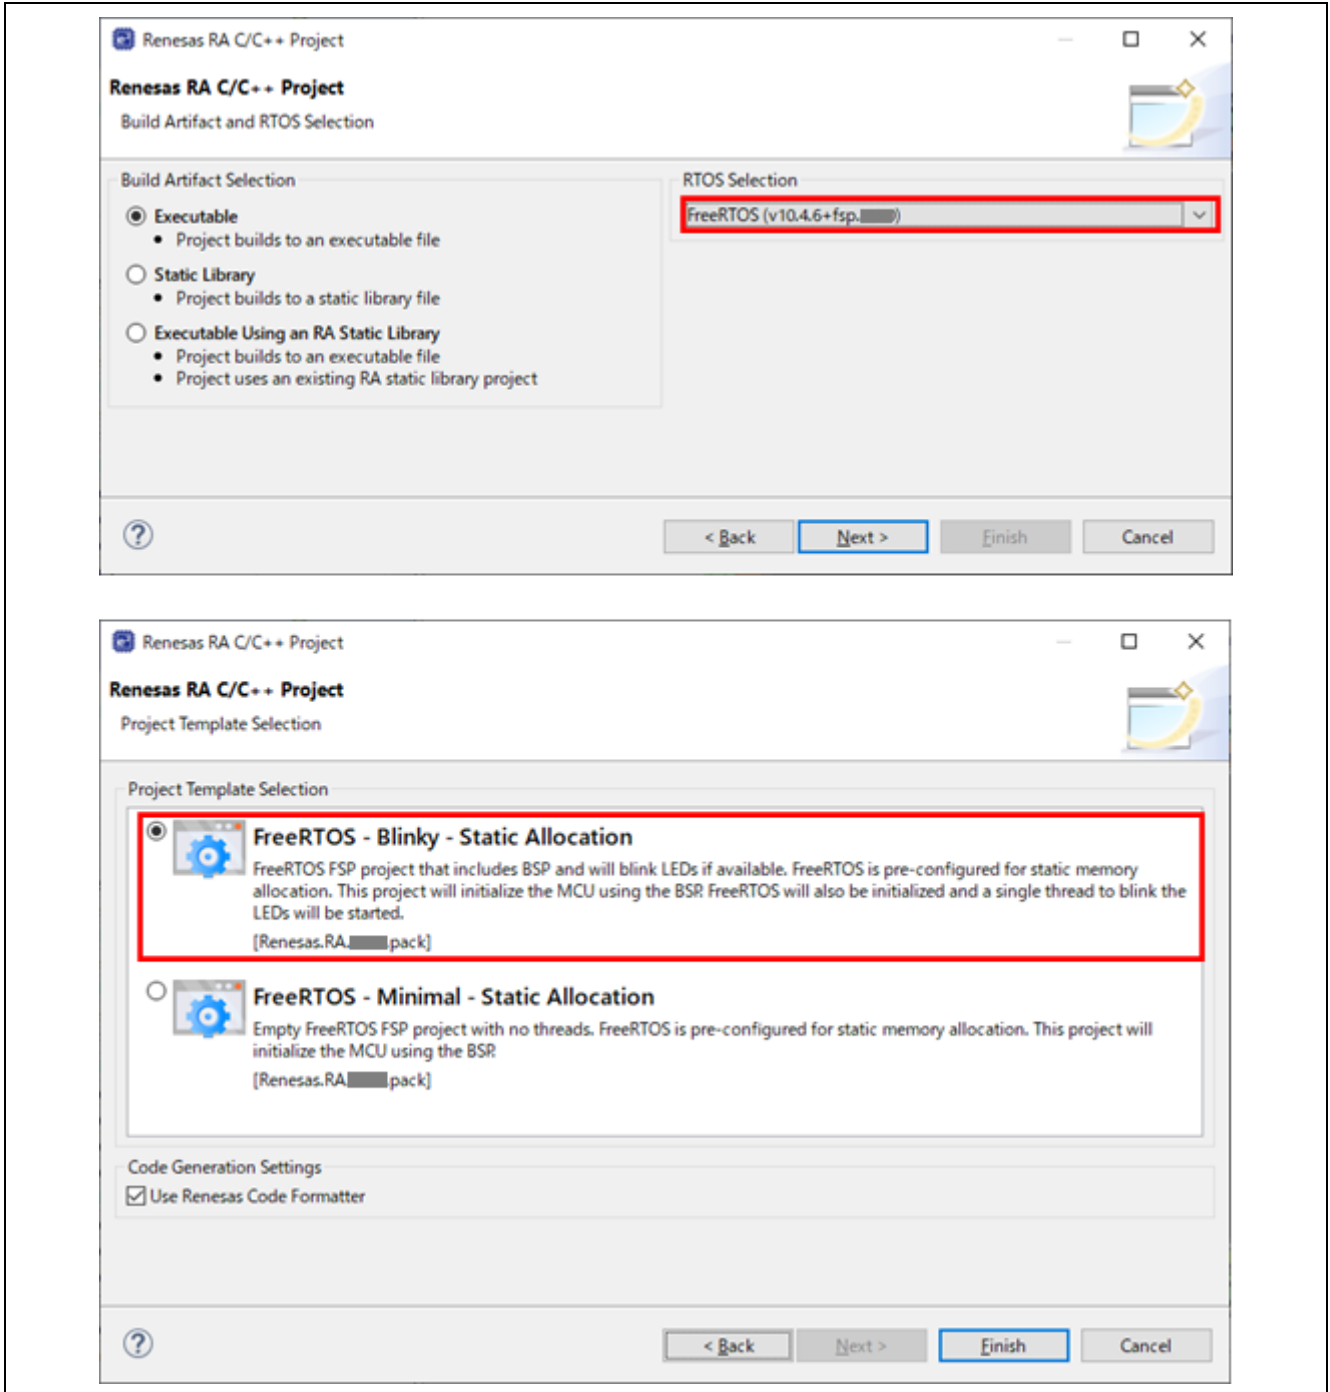 Renesas RA C/C++ Project
Renesas RA C/C++ Project
Build Artifact and RTOS Selection
Build Artifact Selection
Executable
• Project builds to an executable file
Static Library
• Project builds to a static library file
Executable Using an RA Static Library
• Project builds to an executable file
• Project uses an existing RA static library project
RTOS Selection
FreeRTOS (v10.4.6+fsp.)
< Back
Next >
Finish
Cancel
Renesas RA C/C++ Project
Renesas RA C/C++ Project
Project Template Selection
Project Template Selection
FreeRTOS - Blinky - Static Allocation
FreeRTOS FSP project that includes BSP and will blink LEDs if available. FreeRTOS is pre-configured for static memory
allocation. This project will initialize the MCU using the BSP. FreeRTOS will also be initialized and a single thread to blink the
LEDs will be started.
[Renesas.RA. .pack]
FreeRTOS - Minimal - Static Allocation
Empty FreeRTOS FSP project with no threads. FreeRTOS is pre-configured for static memory allocation. This project will
initialize the MCU using the BSP.
[Renesas.RA. .pack]
Code Generation Settings
Use Renesas Code Formatter
< Back
Next >
Finish
Cancel